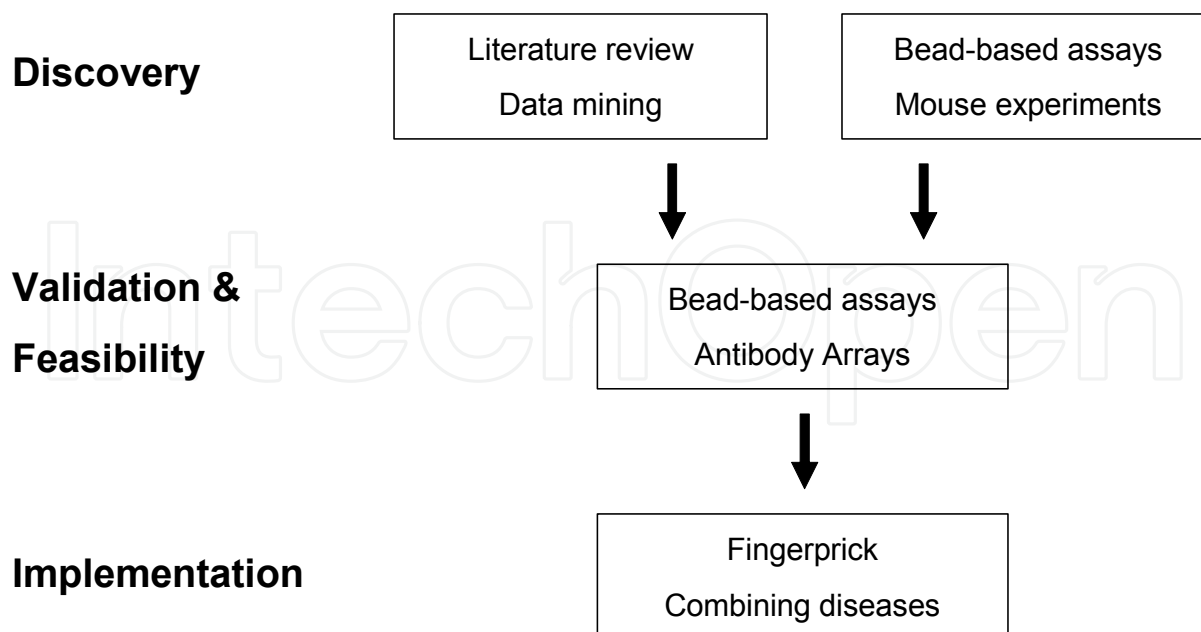 Discovery
Literature review
Data mining
Bead-based assays
Mouse experiments
Validation &
Feasibility
Bead-based assays
Antibody Arrays
IntechOpen
Implementation
Fingerprick
Combining diseases